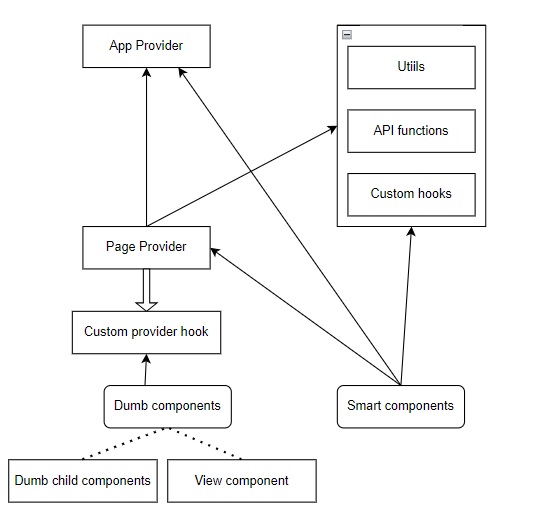 App Provider
Utiils
API functions
Custom hooks
Page Provider
Custom provider hook
Dumb components
Smart components
Dumb child components
View component